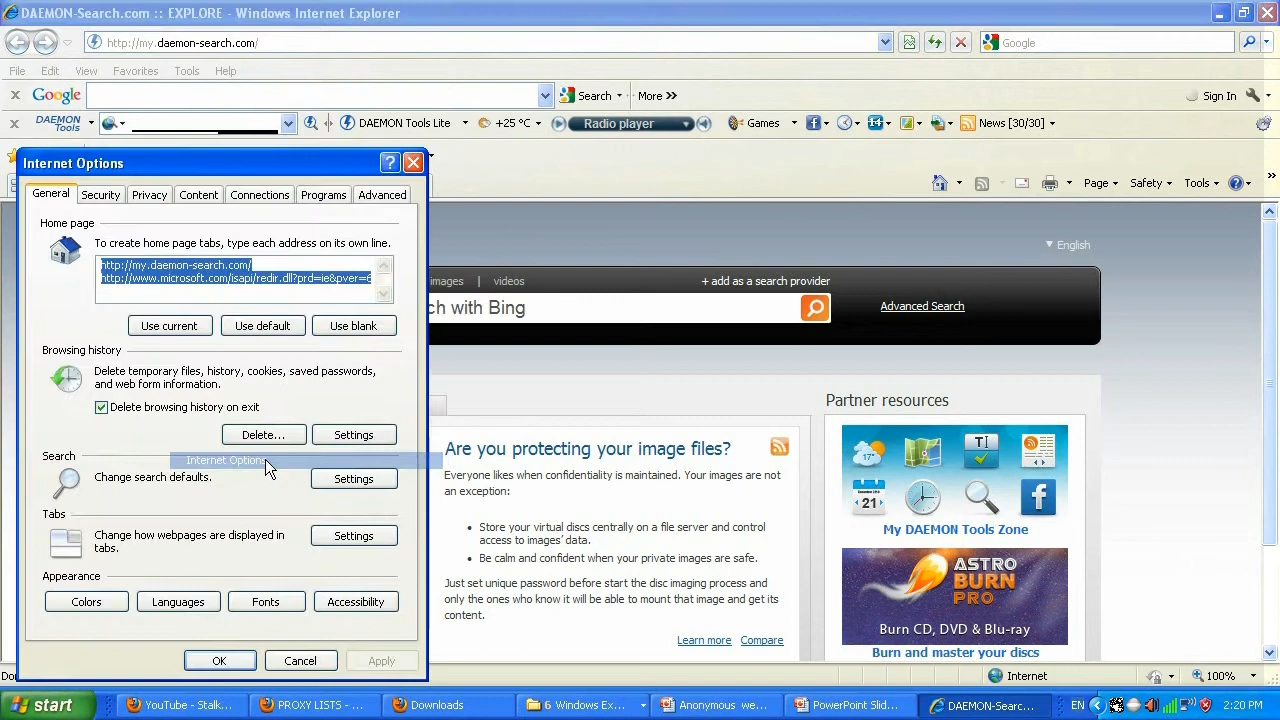 DAEMON-Search.com :: EXPLORE - Windows Internet Explorer
http://my.daemon-search.com/
Google
File Edit View Favorites Tools Help
Google Search More >> Sign In
DAEMON Tools DAEMON Tools Lite +25 °C Radio player Games 14 News [30/30]
Internet Options
General Security Privacy Content Connections Programs Advanced
Page Safety Tools
Home page
To create home page tabs, type each address on its own line.
http://my.daemon-search.com/
http://www.microsoft.com/isapi/redir.dll?prd=ie&pver=6
Use current Use default Use blank
Browsing history
Delete temporary files, history, cookies, saved passwords,
and web form information.
Delete browsing history on exit
Delete... Settings
Search
Internet Options
Change search defaults.
Settings
Tabs
Change how webpages are displayed in
tabs.
Settings
Appearance
Colors Languages Fonts Accessibility
OK Cancel Apply
English
images videos + add as a search provider
ch with Bing
Advanced Search
Are you protecting your image files?
Everyone likes when confidentiality is maintained. Your images are not
an exception:
Store your virtual discs centrally on a file server and control
access to images' data.
Be calm and confident when your private images are safe.
Just set unique password before start the disc imaging process and
only the ones who know it will be able to mount that image and get its
content.
Learn more Compare
Partner resources
17° TI
21
My DAEMON Tools Zone
ASTRO
BURN
PRO
Burn CD, DVD & Blu-ray
Burn and master your discs
Do
Internet 100%
start YouTube - Stalk... PROXY LISTS - ... Downloads 6 Windows Ex... Anonymous we... PowerPoint Slid... DAEMON-Searc... EN 2:20 PM